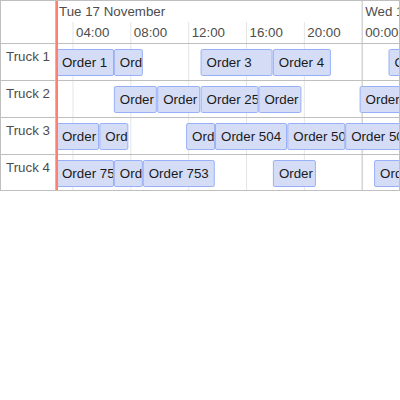 Tue 17 November Wed 1
04:00 08:00 12:00 16:00 20:00 00:00
Truck 1 Order 1 Ord Order 3 Order 4
Truck 2 Order Order Order 25 Order Order
Truck 3 Order Ord Ord Order 504 Order 50 Order 50
Truck 4 Order 75 Ord Order 753 Order Ord